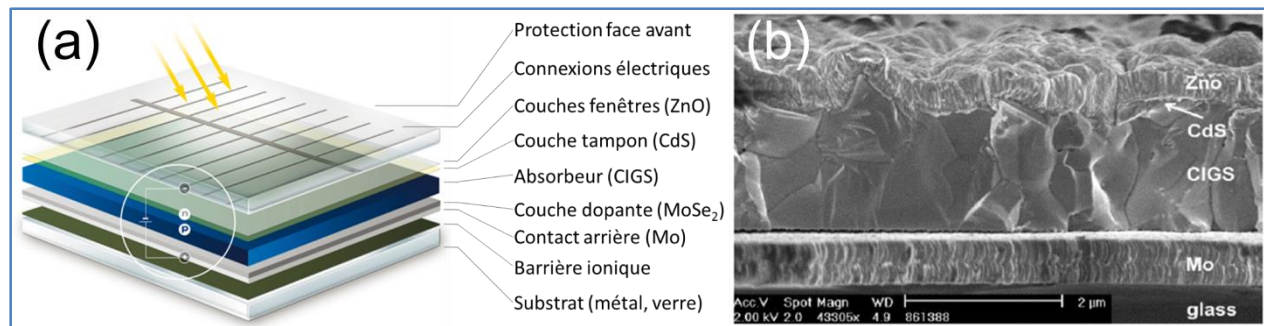 (a)
Protection face avant
Connexions électriques
Couches fenêtres (ZnO)
Couche tampon (CdS)
Absorbeur (CIGS)
Couche dopante (MoSe₂)
Contact arrière (Mo)
Barrière ionique
Substrat (métal, verre)
n
P
(b)
Zno
CdS
CIGS
Mo
glass
Acc.V Spot Magn WD 2 µm
2.00 kV 2.0 43305x 4.9 861388